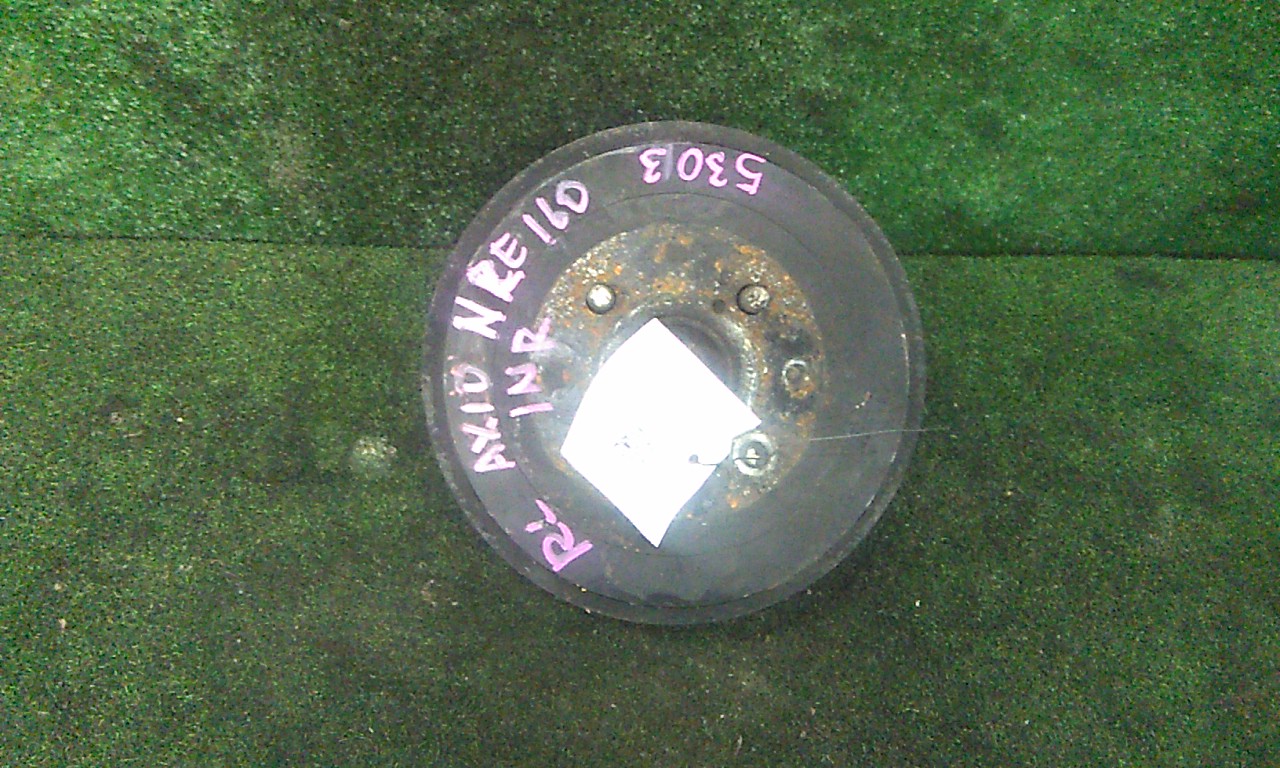 R-
AXIO NRE160
1NR
5303